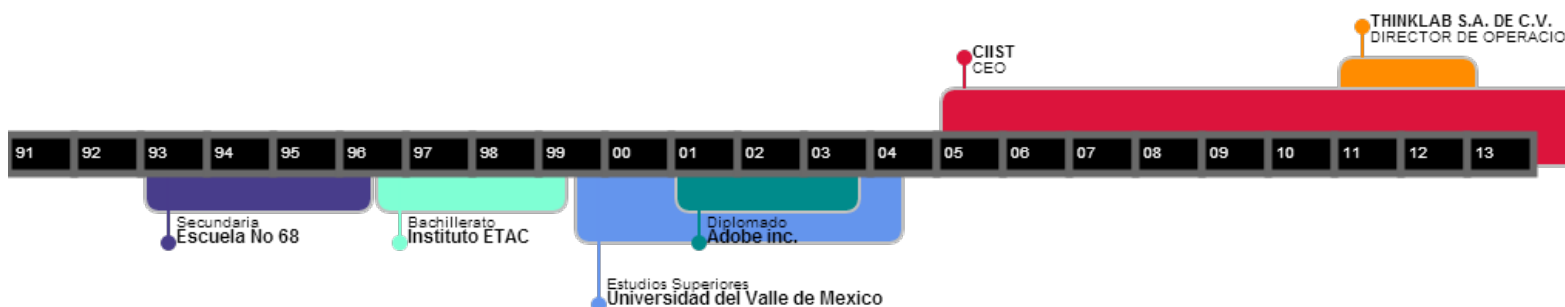 THINKLAB S.A. DE C.V.
DIRECTOR DE OPERACIO
CIIST
CEO
91 92 93 94 95 96 97 98 99 00 01 02 03 04 05 06 07 08 09 10 11 12 13
Secundaria
Escuela No 68
Bachillerato
Instituto ETAC
Diplomado
Adobe inc.
Estudios Superiores
Universidad del Valle de Mexico